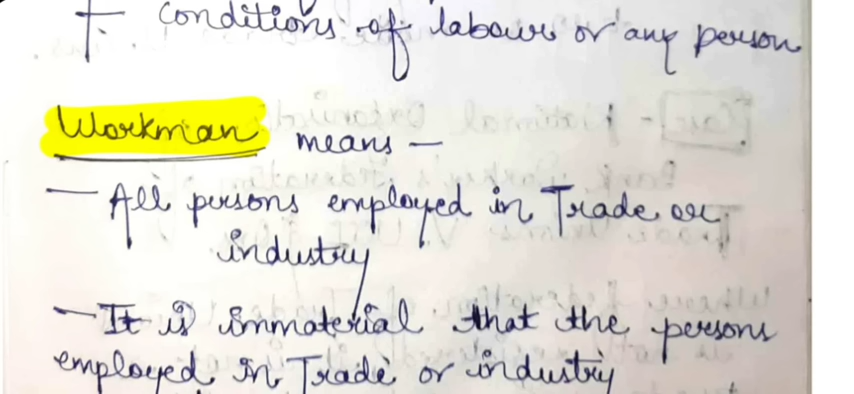 7. Conditions of labour or any person
Workman means —
— All persons employed in Trade or
industry
— It is immaterial that the persons
employed in Trade or industry